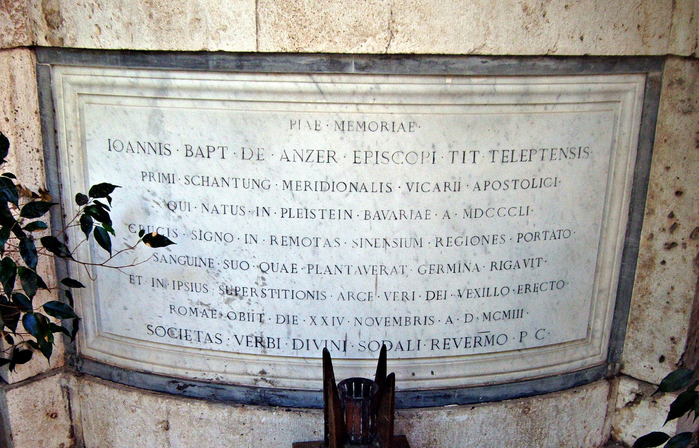 PIAE · MEMORIAE ·
IOANNIS · BAPT · DE · ANZER · EPISCOPI · TIT · TELEPTENSIS ·
PRIMI · SCHANTUNG · MERIDIONALIS · VICARII · APOSTOLICI ·
QUI · NATUS · IN · PLEISTEIN · BAVARIAE · A · MDCCCLI ·
CRUCIS · SIGNO · IN · REMOTAS · SINENSIUM · REGIONES · PORTATO ·
SANGUINE · SUO · QUAE · PLANTAVERAT · GERMINA · RIGAVIT ·
ET · IN · IPSIUS · SUPERSTITIONIS · ARCE · VERI · DEI · VEXILLO · ERECTO ·
ROMAE · OBIIT · DIE · XXIV · NOVEMBRIS · A · D · MCMIII ·
SOCIETAS · VERBI · DIVINI · SODALI · REVERMO · P · C ·